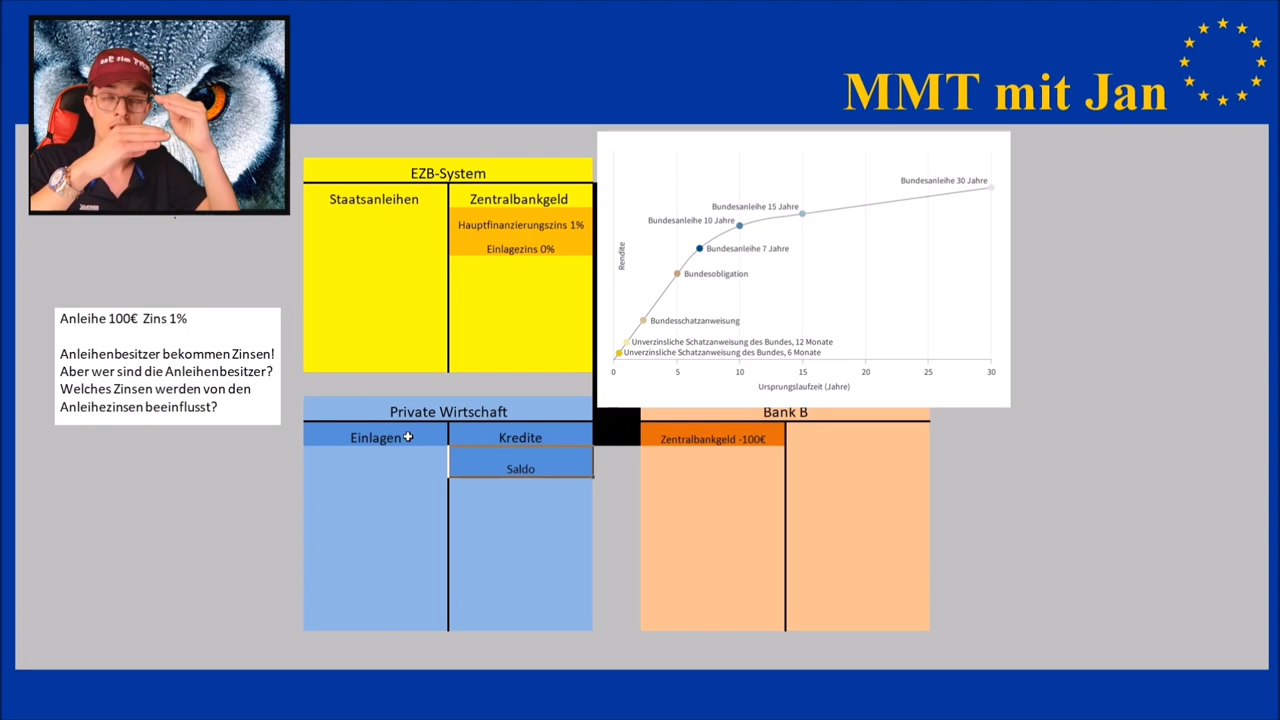 MMT mit Jan
EZB-System
Staatsanleihen
Zentralbankgeld
Hauptfinanzierungszins 1%
Einlagezins 0%
Bundesanleihe 30 Jahre
Bundesanleihe 15 Jahre
Bundesanleihe 10 Jahre
Bundesanleihe 7 Jahre
Bundesobligation
Bundesschatzanweisung
Unverzinsliche Schatzanweisung des Bundes, 12 Monate
Unverzinsliche Schatzanweisung des Bundes, 6 Monate
Rendite
0 5 10 15 20 25 30
Ursprungslaufzeit (Jahre)
Anleihe 100€ Zins 1%
Anleihenbesitzer bekommen Zinsen!
Aber wer sind die Anleihenbesitzer?
Welches Zinsen werden von den
Anleihezinsen beeinflusst?
Private Wirtschaft
Einlagen
Kredite
Saldo
Bank B
Zentralbankgeld -100€